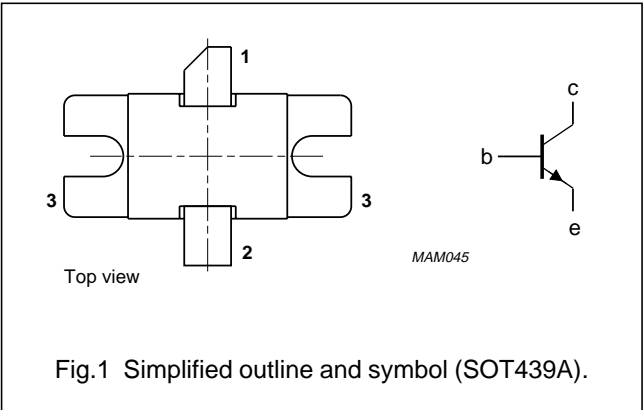 1
c
b
3
3
e
2
MAM045
Top view
Fig.1 Simplified outline and symbol (SOT439A).